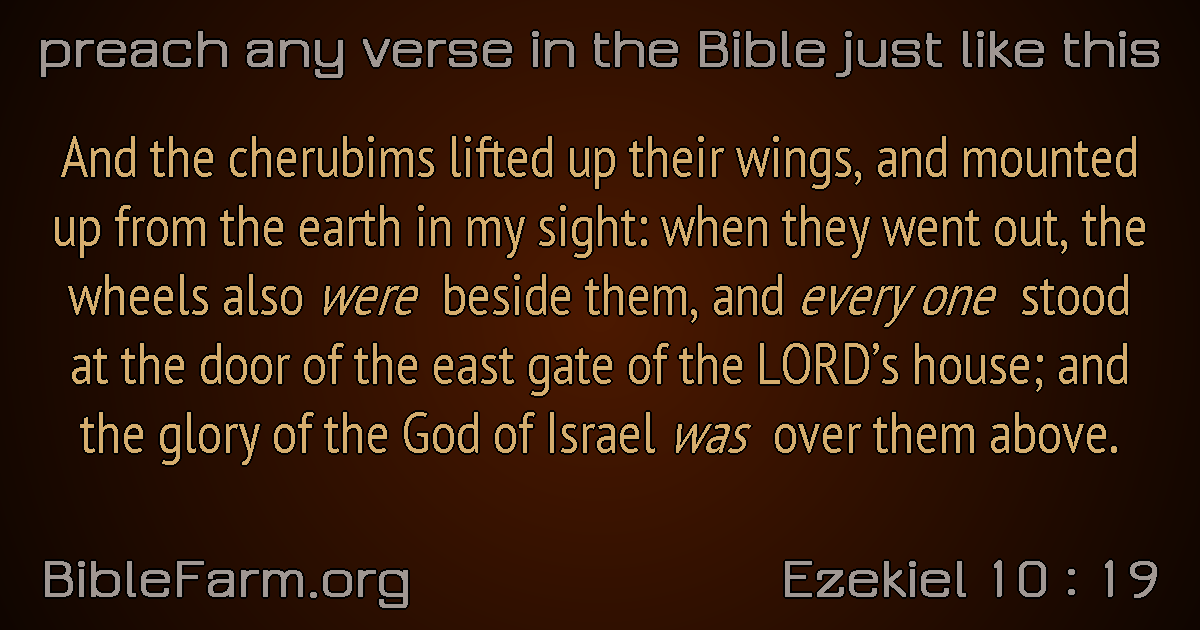 preach any verse in the Bible just like this
And the cherubims lifted up their wings, and mounted
up from the earth in my sight: when they went out, the
wheels also were beside them, and every one stood
at the door of the east gate of the LORD’s house; and
the glory of the God of Israel was over them above.
BibleFarm.org
Ezekiel 10 : 19